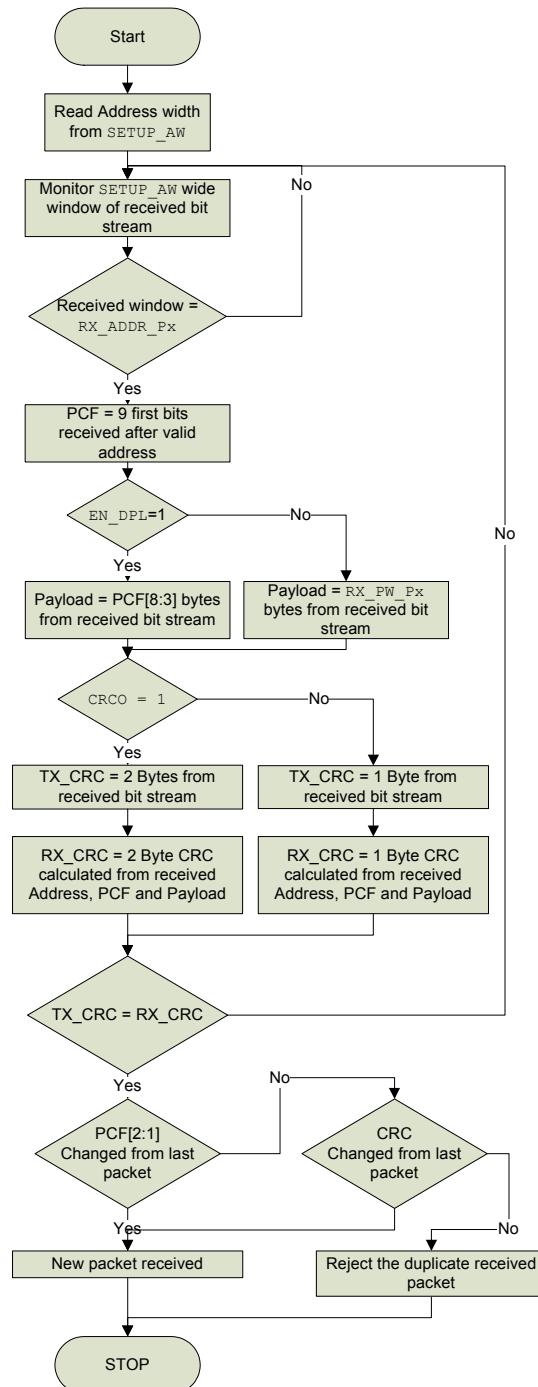 Start
Read Address width
from SETUP_AW
No
Monitor SETUP_AW wide
window of received bit
stream
Received window =
RX_ADDR_Px
Yes
PCF = 9 first bits
received after valid
address
EN_DPL=1
No
No
Yes
Payload = PCF[8:3] bytes
from received bit stream
Payload = RX_PW_Px
bytes from received bit
stream
CRCO = 1
No
Yes
TX_CRC = 2 Bytes from
received bit stream
TX_CRC = 1 Byte from
received bit stream
RX_CRC = 2 Byte CRC
calculated from received
Address, PCF and Payload
RX_CRC = 1 Byte CRC
calculated from received
Address, PCF and Payload
TX_CRC = RX_CRC
Yes
No
PCF[2:1]
Changed from last
packet
CRC
Changed from last
packet
Yes
No
New packet received
Reject the duplicate received
packet
STOP